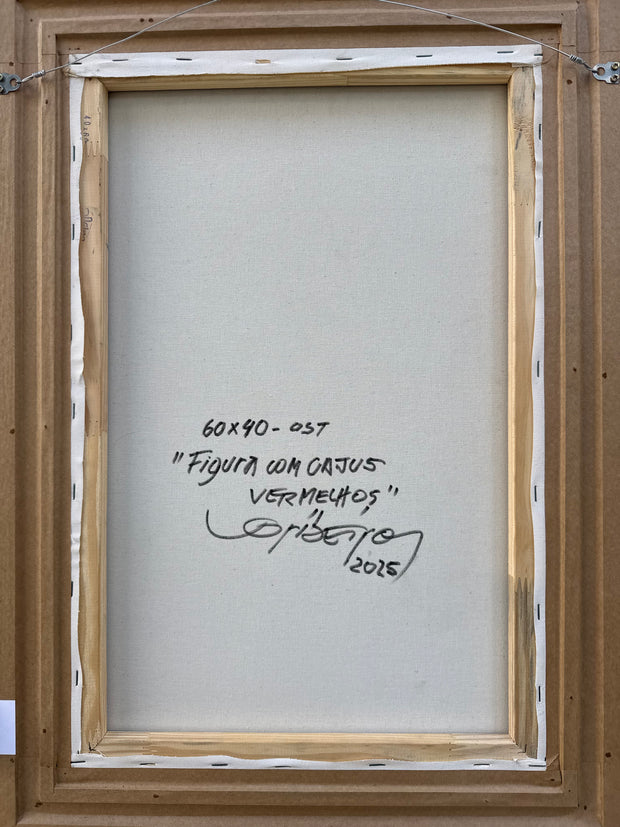 60x40 - OST
"FIGURA COM CAJUS
VERMELHOS"
2025